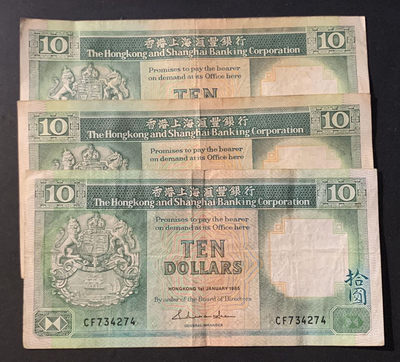 10 香港上海滙豐銀行 10
The Hongkong and Shanghai Banking Corporation
Promises to pay the bearer
on demand at its Office here
TEN
10 香港上海滙豐銀行 10
The Hongkong and Shanghai Banking Corporation
Promises to pay the bearer
on demand at its Office here
10 香港上海滙豐銀行 10
The Hongkong and Shanghai Banking Corporation
Promises to pay the bearer
on demand at its Office here
TEN
DOLLARS
拾圓
HONGKONG 1st JANUARY 1985
By order of the Board of Directors
CF734274 CF734274
GENERAL MANAGER